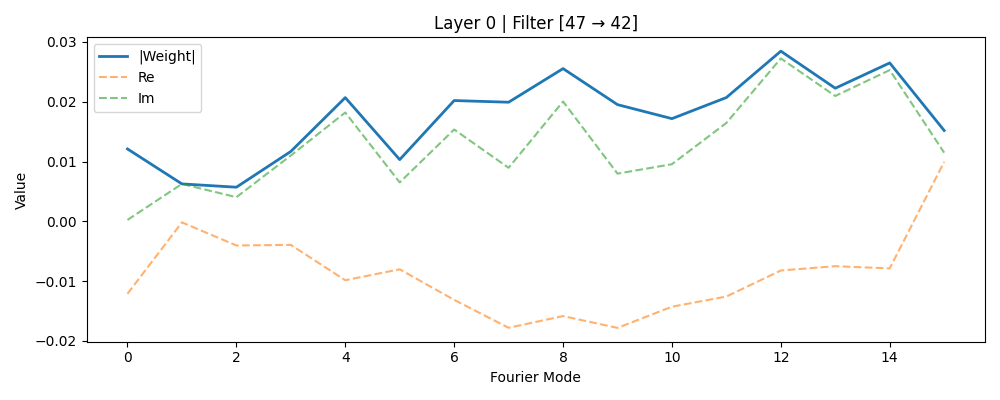 Layer 0 | Filter [47 → 42]
|Weight|
Re
Im
Value
0.03
0.02
0.01
0.00
−0.01
−0.02
0 2 4 6 8 10 12 14
Fourier Mode